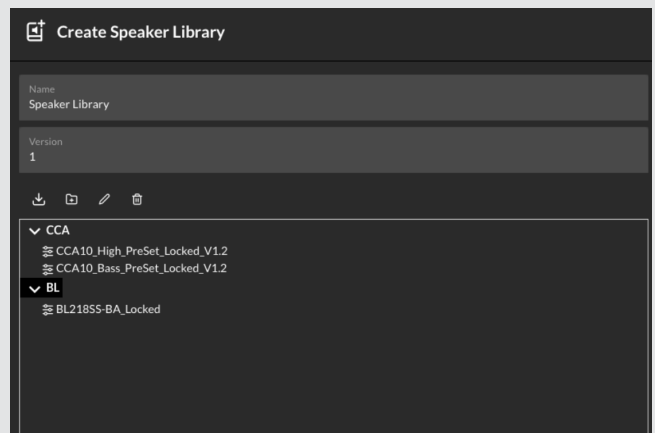 Create Speaker Library
Name
Speaker Library
Version
1
CCA
CCA10_High_PreSet_Locked_V1.2
CCA10_Bass_PreSet_Locked_V1.2
BL
BL218SS-BA_Locked